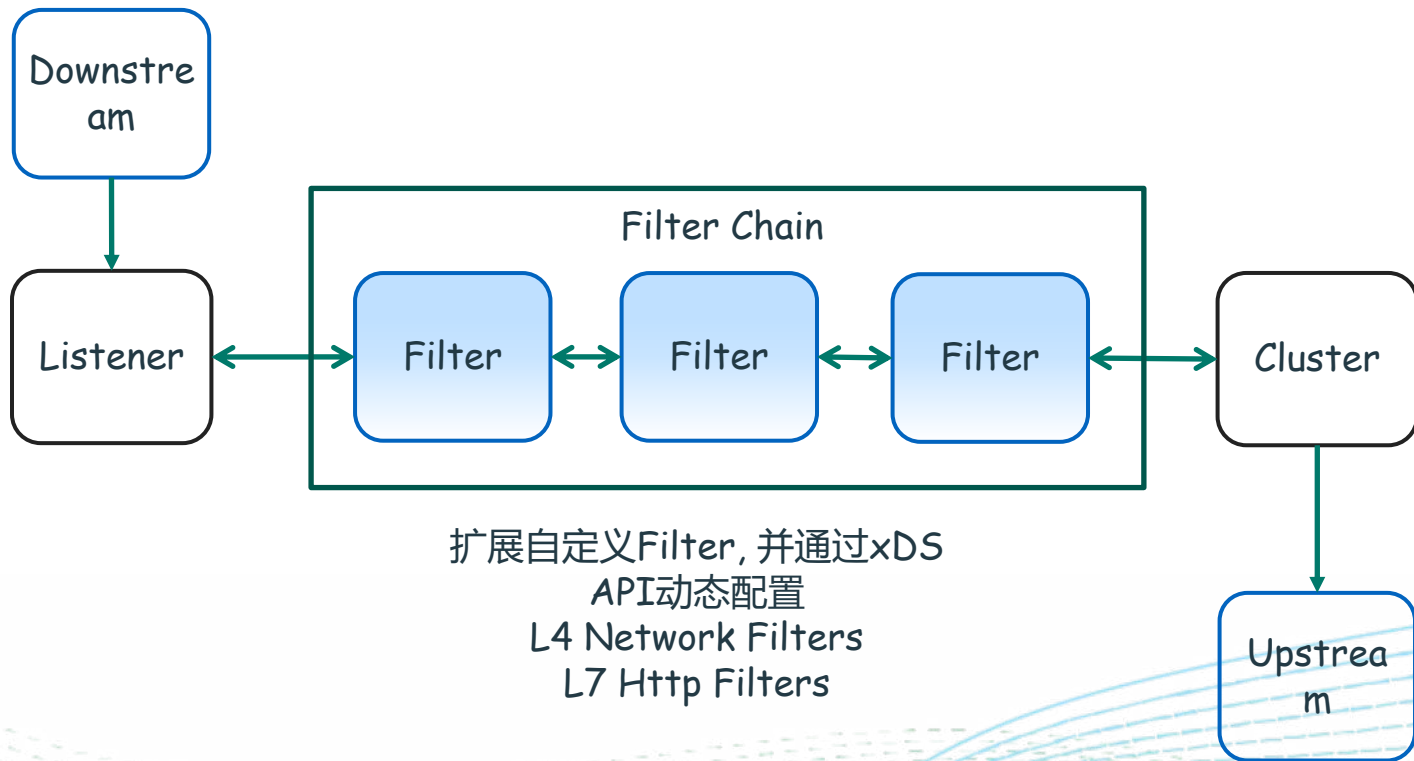 Downstre
am
Filter Chain
Listener
Filter
Filter
Filter
Cluster
扩展自定义Filter, 并通过xDS
API动态配置
L4 Network Filters
L7 Http Filters
Upstrea
m